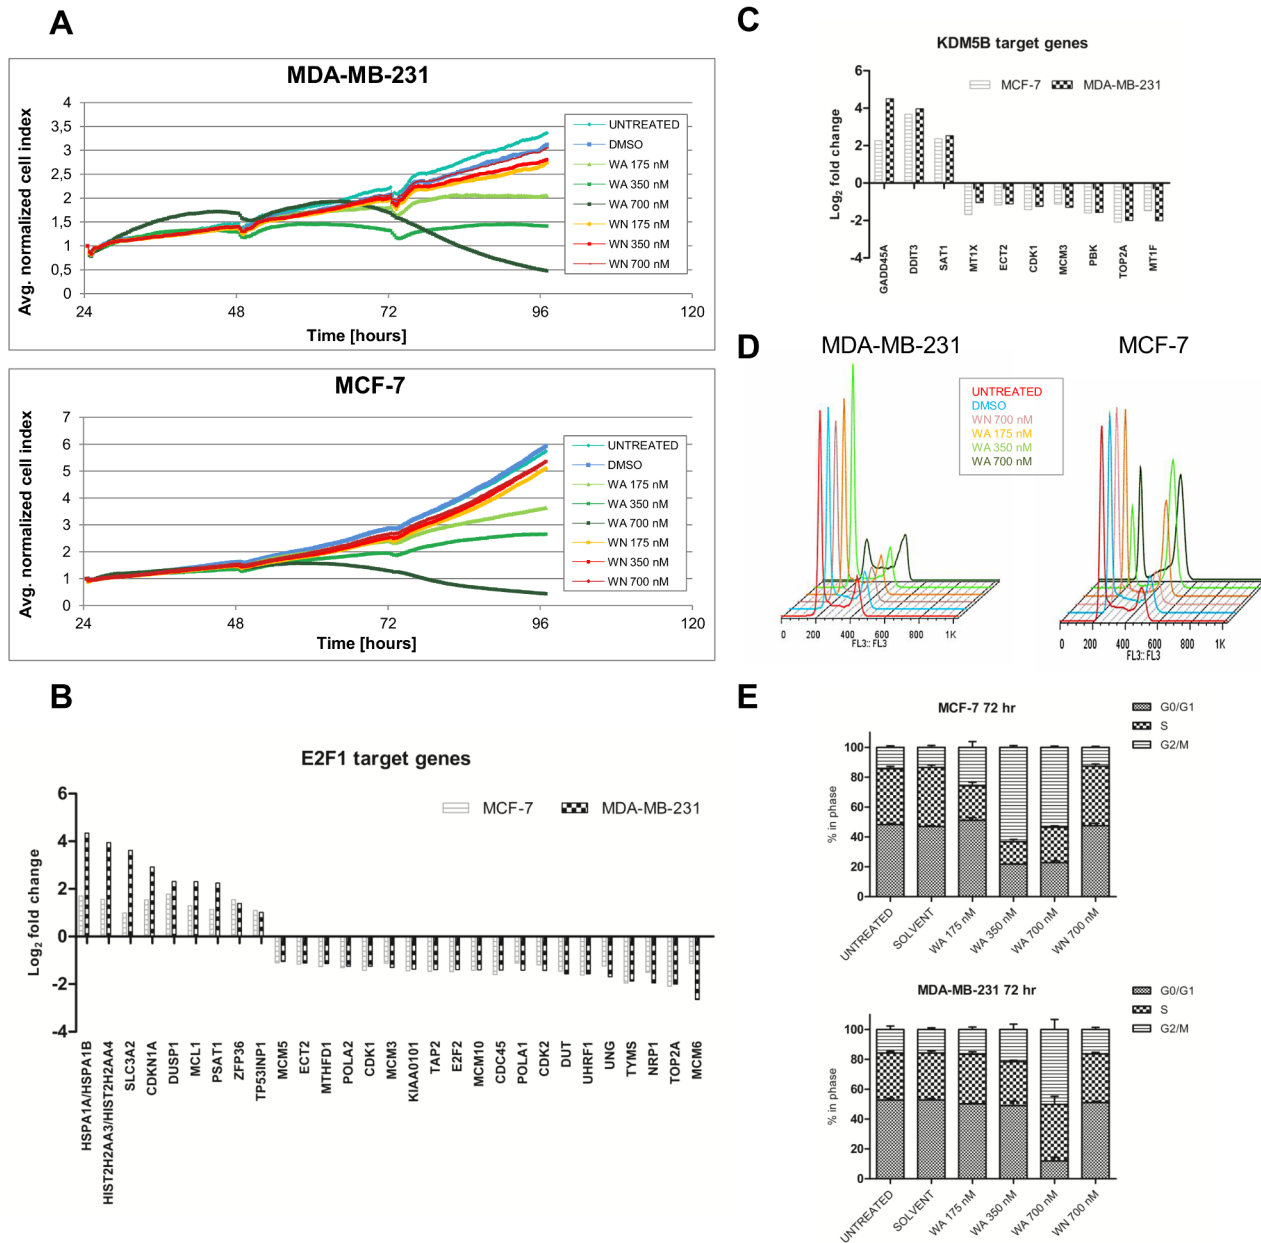 A
MDA-MB-231
Avg. normalized cell index
4
3,5
3
2,5
2
1,5
1
0,5
0
24
48
72
96
120
Time [hours]
UNTREATED
DMSO
WA 175 nM
WA 350 nM
WA 700 nM
WN 175 nM
WN 350 nM
WN 700 nM
MCF-7
Avg. normalized cell index
7
6
5
4
3
2
1
0
24
48
72
96
120
Time [hours]
UNTREATED
DMSO
WA 175 nM
WA 350 nM
WA 700 nM
WN 175 nM
WN 350 nM
WN 700 nM
B
E2F1 target genes
MCF-7
MDA-MB-231
Log2 fold change
6
4
2
0
-2
-4
HSPA1A/HSPA1B
HIST2H2AA3/HIST2H2AA4
SLC3A2
CDKN1A
DUSP1
MCL1
PSAT1
ZFP36
TP53INP1
MCM5
ECT2
MTHFD1
POLA2
CDK1
MCM3
KIAA0101
TAP2
E2F2
MCM10
CDC45
POLA1
CDK2
DUT
UHRF1
UNG
TYMS
NRP1
TOP2A
MCM6
C
KDM5B target genes
MCF-7
MDA-MB-231
Log2 fold change
6
4
2
0
-2
-4
GADD45A
DDIT3
SAT1
MT1X
ECT2
CDK1
MCM3
PBK
TOP2A
MT1F
D
MDA-MB-231
MCF-7
UNTREATED
DMSO
WN 700 nM
WA 175 nM
WA 350 nM
WA 700 nM
0
200
400
600
800
1K
FL3:: FL3
0
200
400
600
800
1K
FL3:: FL3
E
MCF-7 72 hr
G0/G1
S
G2/M
% in phase
100
80
60
40
20
0
UNTREATED
SOLVENT
WA 175 nM
WA 350 nM
WA 700 nM
WN 700 nM
MDA-MB-231 72 hr
G0/G1
S
G2/M
% in phase
100
80
60
40
20
0
UNTREATED
SOLVENT
WA 175 nM
WA 350 nM
WA 700 nM
WN 700 nM